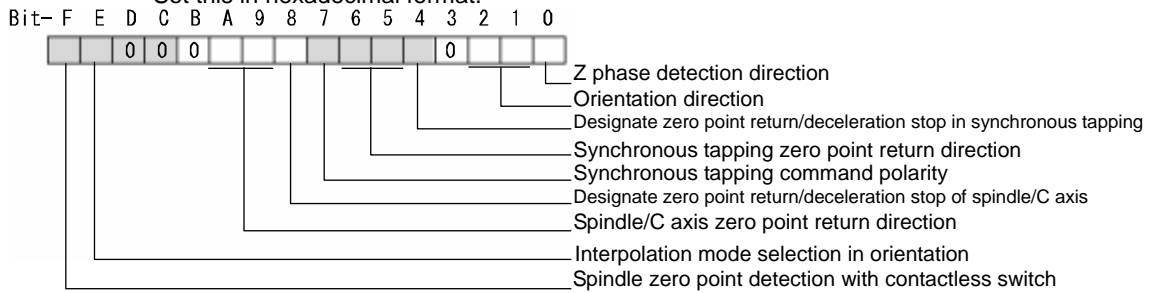 Set this in hexadecimal format.
Bit- F E D C B A 9 8 7 6 5 4 3 2 1 0
0 0 0 0
Z phase detection direction
Orientation direction
Designate zero point return/deceleration stop in synchronous tapping
Synchronous tapping zero point return direction
Synchronous tapping command polarity
Designate zero point return/deceleration stop of spindle/C axis
Spindle/C axis zero point return direction
Interpolation mode selection in orientation
Spindle zero point detection with contactless switch